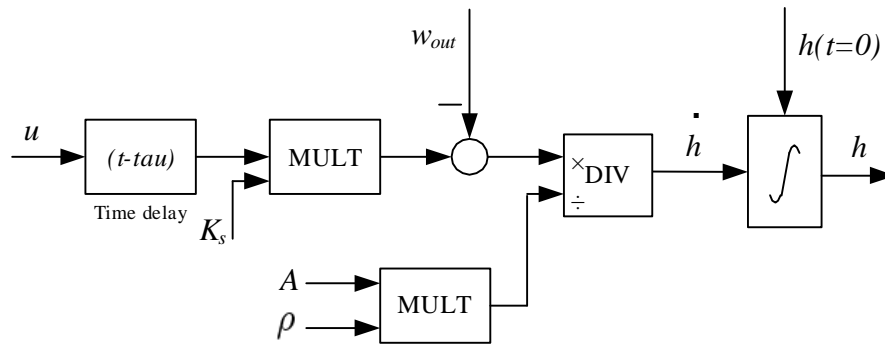 w_out
h(t=0)
u
(t-tau)
MULT
× DIV
÷
ḣ
∫
h
Time delay
K_s
A
MULT
ρ